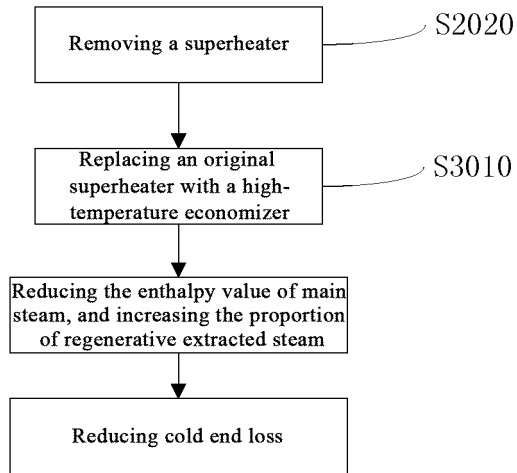 Removing a superheater
S2020
Replacing an original
superheater with a high-
temperature economizer
S3010
Reducing the enthalpy value of main
steam, and increasing the proportion
of regenerative extracted steam
Reducing cold end loss